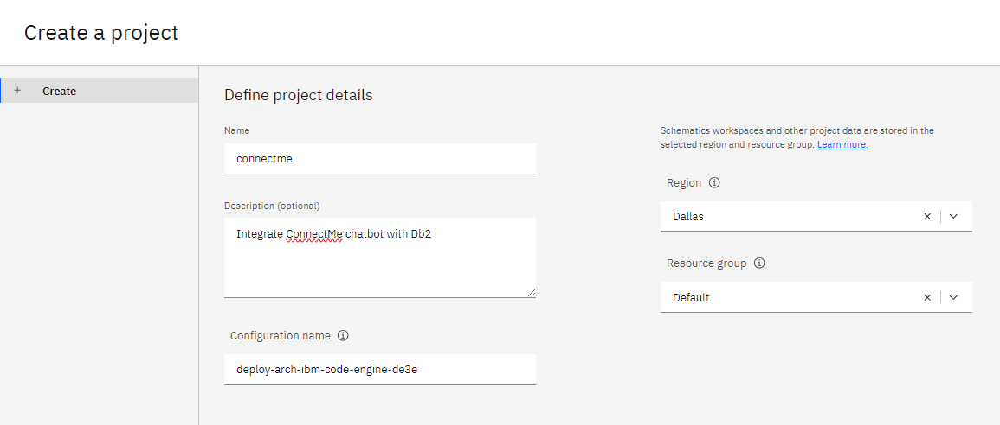 Create a project
+ Create
Define project details
Name
connectme
Description (optional)
Integrate ConnectMe chatbot with Db2
Configuration name
deploy-arch-ibm-code-engine-de3e
Schematics workspaces and other project data are stored in the
selected region and resource group. Learn more.
Region
Dallas
Resource group
Default